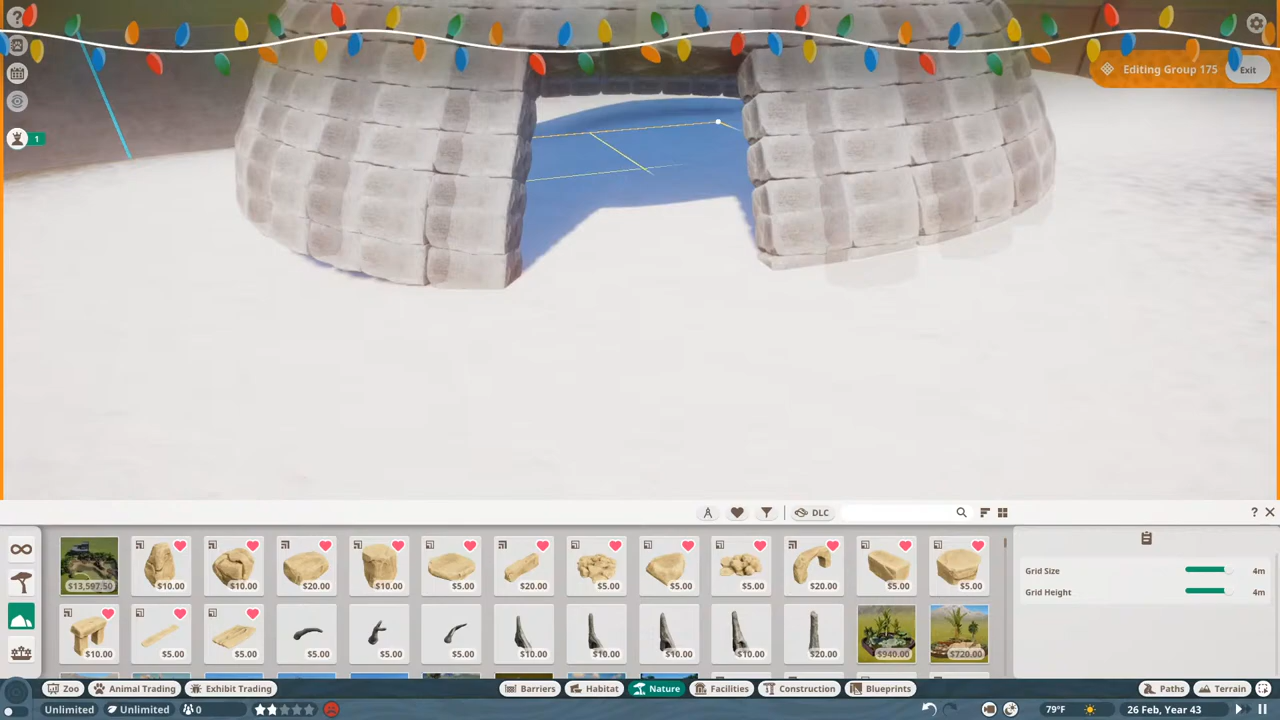 Editing Group 175
Exit
1
DLC
Grid Size 4m
Grid Height 4m
$13,597.50 $10.00 $10.00 $20.00 $10.00 $5.00 $20.00 $5.00 $5.00 $5.00 $20.00 $5.00 $5.00
$10.00 $5.00 $5.00 $5.00 $5.00 $5.00 $10.00 $10.00 $10.00 $10.00 $20.00 $940.00 $720.00
Zoo Animal Trading Exhibit Trading Barriers Habitat Nature Facilities Construction Blueprints Paths Terrain
Unlimited Unlimited 0 79°F 26 Feb, Year 43